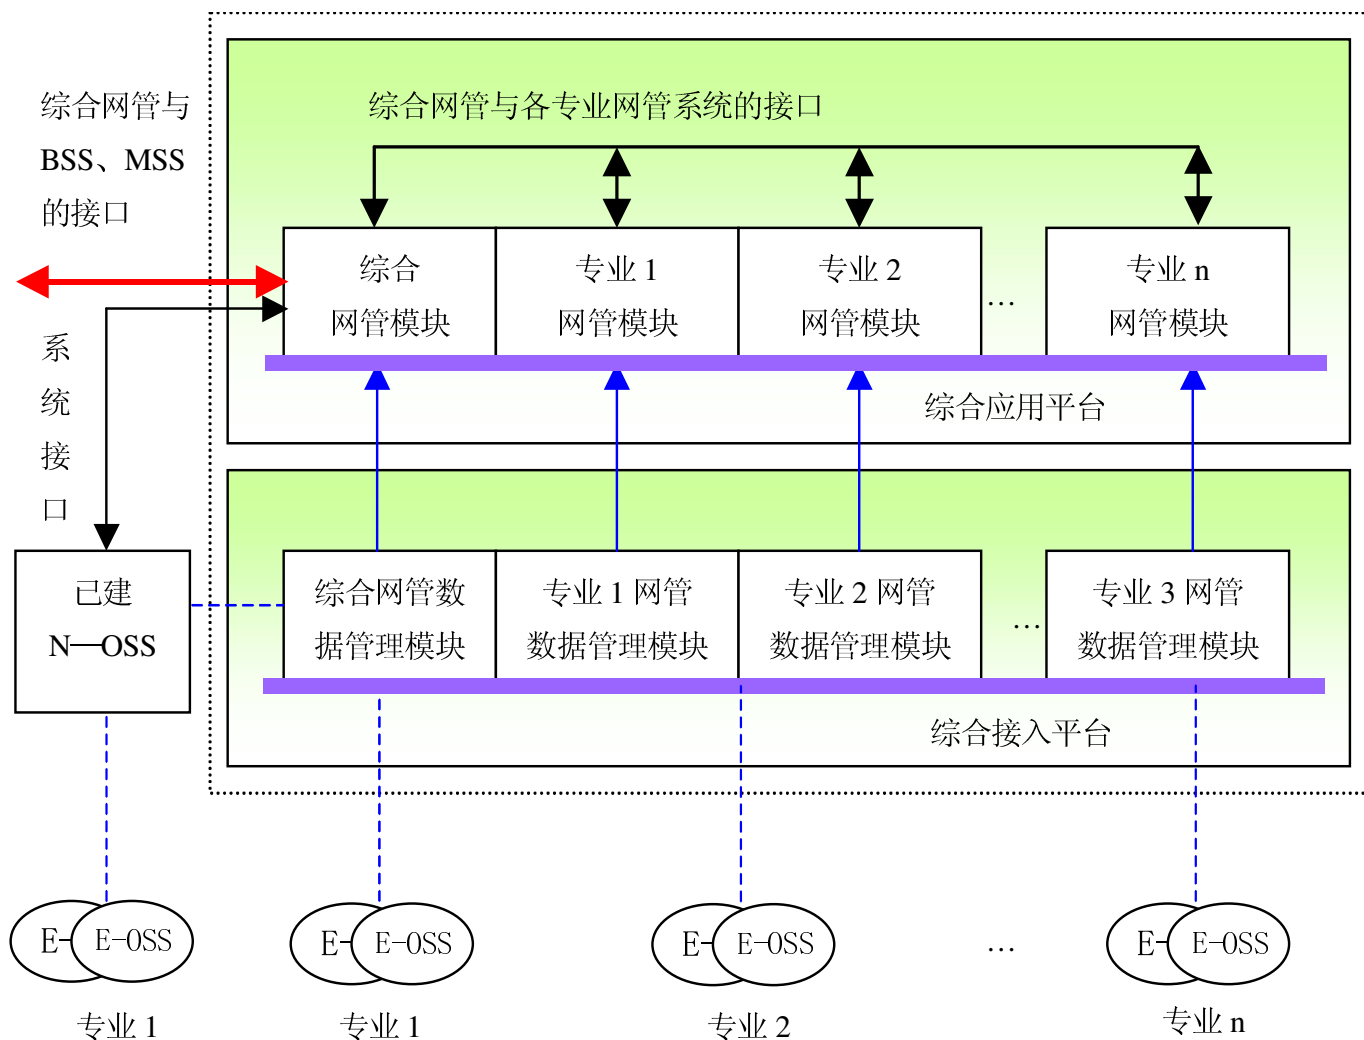 综合网管与
BSS、MSS
的接口
综合网管与各专业网管系统的接口
综合
网管模块
专业 1
网管模块
专业 2
网管模块
…
专业 n
网管模块
综合应用平台
系
统
接
口
已建
N—OSS
综合网管数
据管理模块
专业 1 网管
数据管理模块
专业 2 网管
数据管理模块
…
专业 3 网管
数据管理模块
综合接入平台
E-
E-OSS
E-
E-OSS
E-
E-OSS
…
E-
E-OSS
专业 1
专业 1
专业 2
专业 n